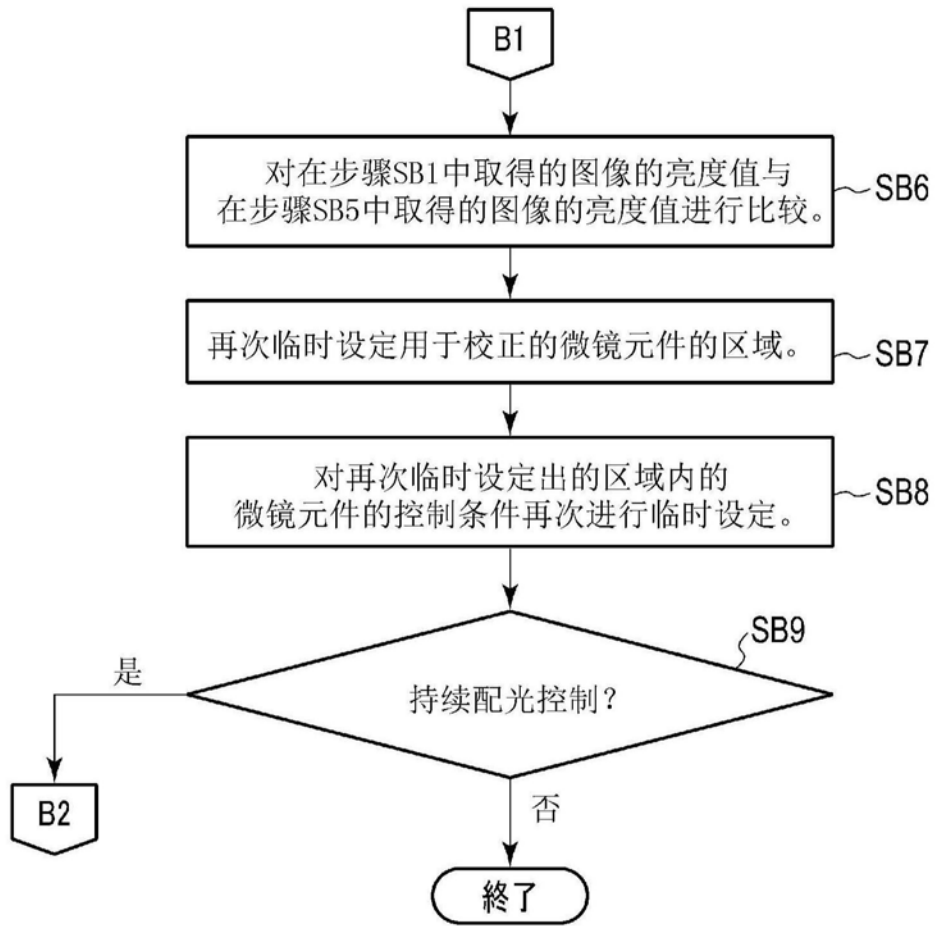 B1
对在步骤SB1中取得的图像的亮度值与
在步骤SB5中取得的图像的亮度值进行比较。
SB6
再次临时设定用于校正的微镜元件的区域。
SB7
对再次临时设定出的区域内的
微镜元件的控制条件再次进行临时设定。
SB8
SB9
持续配光控制？
是
B2
否
終了